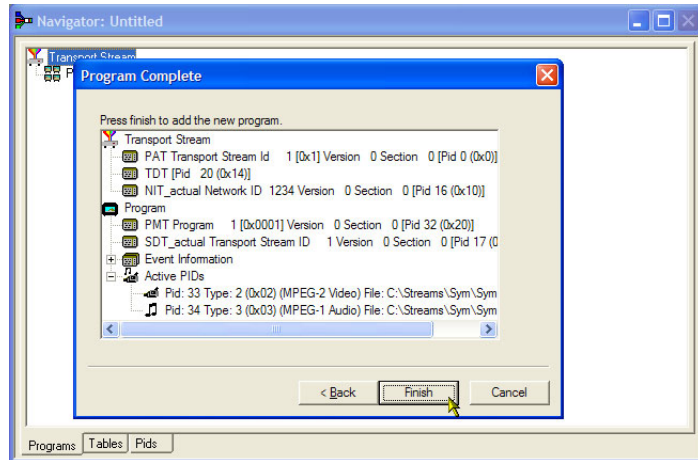 Navigator: Untitled
Transport Stream
P
Program Complete
Press finish to add the new program.
Transport Stream
PAT Transport Stream Id 1 [0x1] Version 0 Section 0 [Pid 0 (0x0)]
TDT [Pid 20 (0x14)]
NIT_actual Network ID 1234 Version 0 Section 0 [Pid 16 (0x10)]
Program
PMT Program 1 [0x0001] Version 0 Section 0 [Pid 32 (0x20)]
SDT_actual Transport Stream ID 1 Version 0 Section 0 [Pid 17 (0
Event Information
Active PIDs
Pid: 33 Type: 2 (0x02) (MPEG-2 Video) File: C:\Streams\Sym\Sym
Pid: 34 Type: 3 (0x03) (MPEG-1 Audio) File: C:\Streams\Sym\Sym
< Back Finish Cancel
Programs Tables Pids